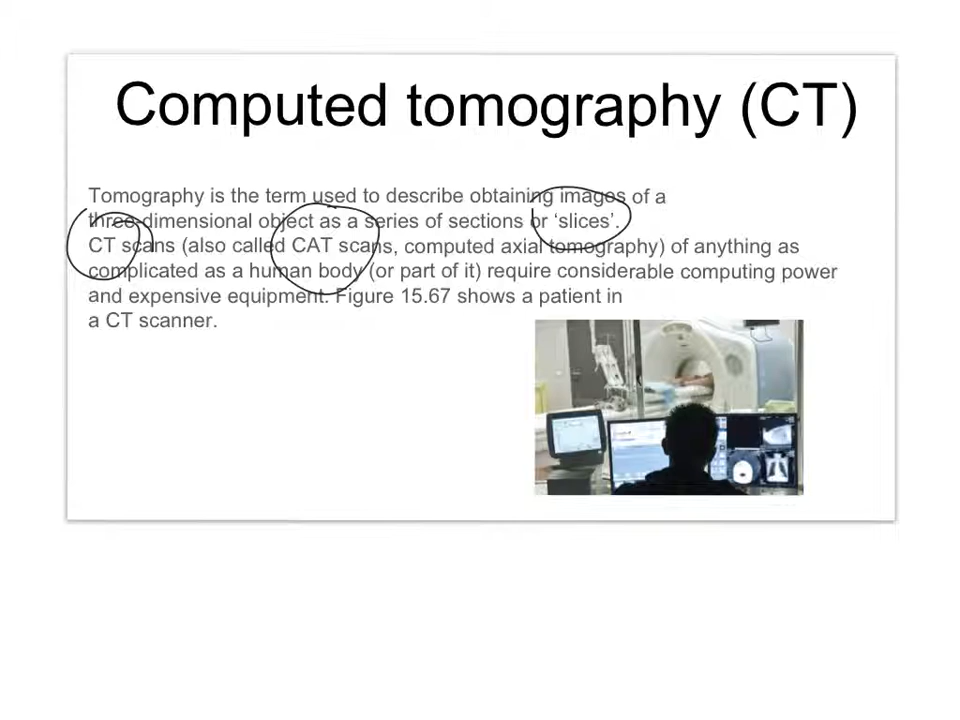 Computed tomography (CT)
Tomography is the term used to describe obtaining images of a
three-dimensional object as a series of sections or ‘slices’.
CT scans (also called CAT scans, computed axial tomography) of anything as
complicated as a human body (or part of it) require considerable computing power
and expensive equipment. Figure 15.67 shows a patient in
a CT scanner.